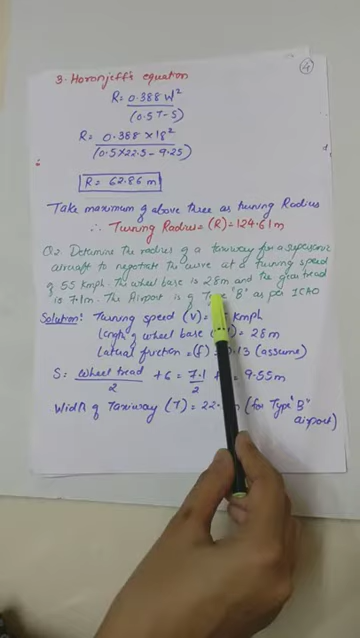 4
3. Horonjeff's equation
R = 0.388 W²
(0.5T - S)
R = 0.388 × 18²
(0.5×22.5 - 9.25)
R = 62.86 m
Take maximum of above three as Turning Radius
∴ Turning Radius = (R) = 124.61m
Q2. Determine the radius of a taxiway for a supersonic
aircraft to negotiate the curve at a turning speed
of 55 kmph. The wheel base is 28m and the gear tread
is 7.1m. The Airport is of Type "B" as per ICAO
Solution: Turning speed (V) = kmph
Length of wheel base = 28m
Lateral friction = (f) = 0.13 (assume)
S = wheel tread + 6 = 7.1 + = 9.55m
2 2
Width of Taxiway (T) = 22. (for Type "B"
airport)